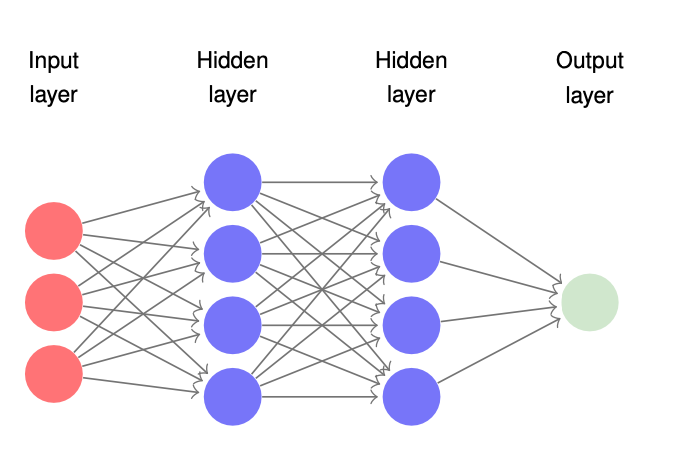 Input
layer
Hidden
layer
Hidden
layer
Output
layer